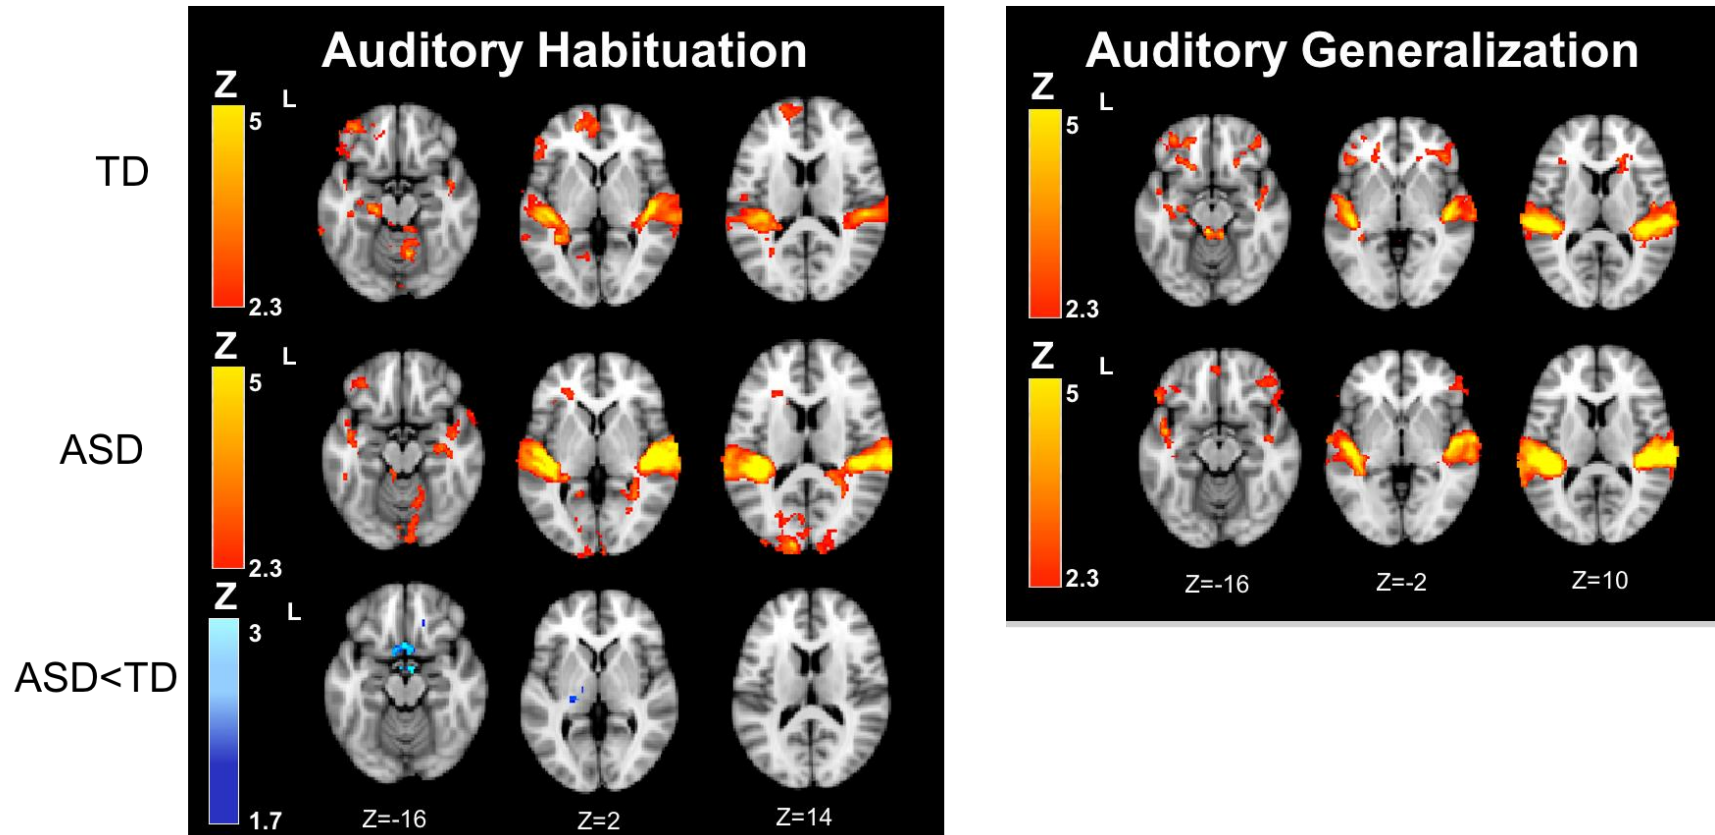 Auditory Habituation
Z
L
5
TD
2.3
Z
L
5
ASD
2.3
Z
L
3
ASD<TD
1.7
Z=-16
Z=2
Z=14
Auditory Generalization
Z
L
5
2.3
Z
L
5
2.3
Z=-16
Z=-2
Z=10